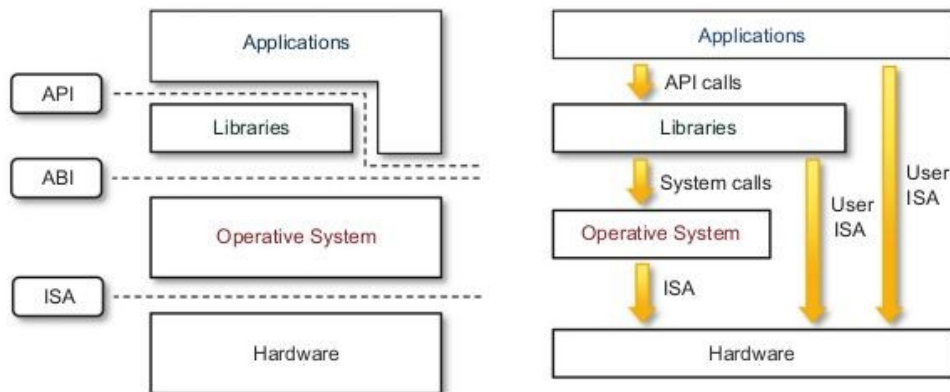 Applications
API
Libraries
ABI
Operative System
ISA
Hardware
Applications
API calls
Libraries
System calls
User
ISA
User
ISA
Operative System
ISA
Hardware